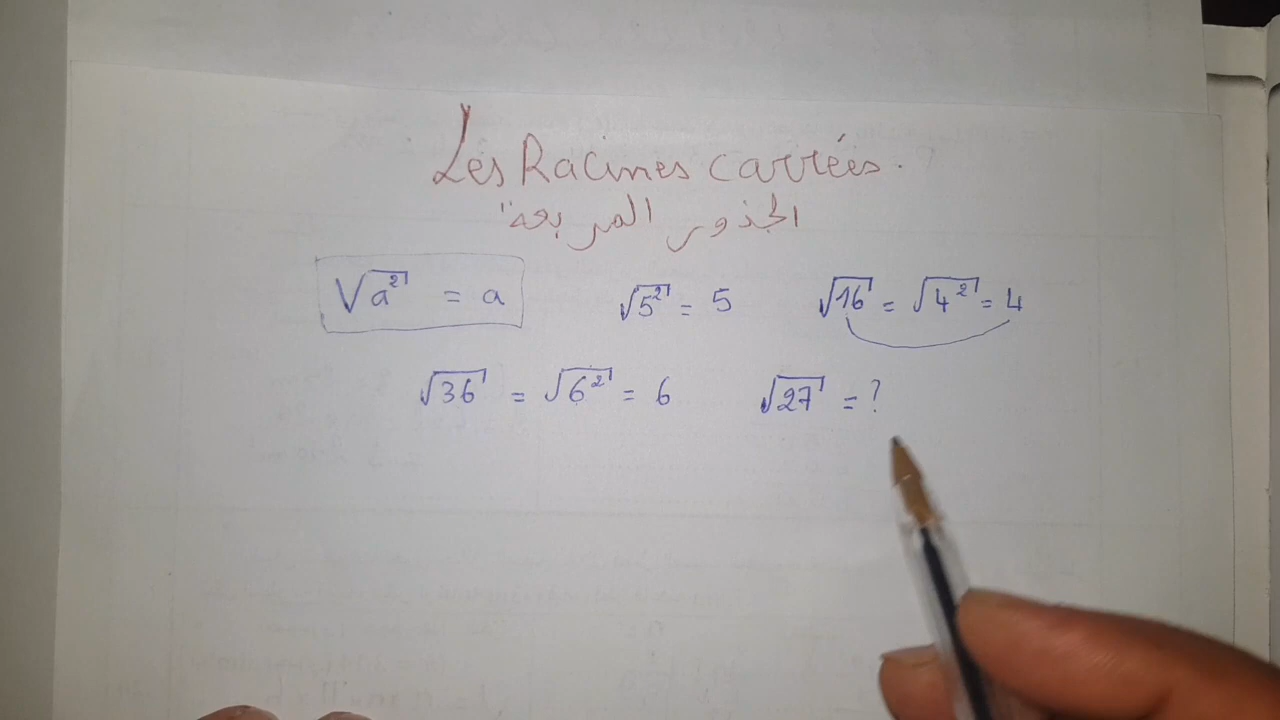 Les Racines carrées.
الجذور المربعة
√a² = a √5² = 5 √16 = √4² = 4
√36 = √6² = 6 √27 = ?